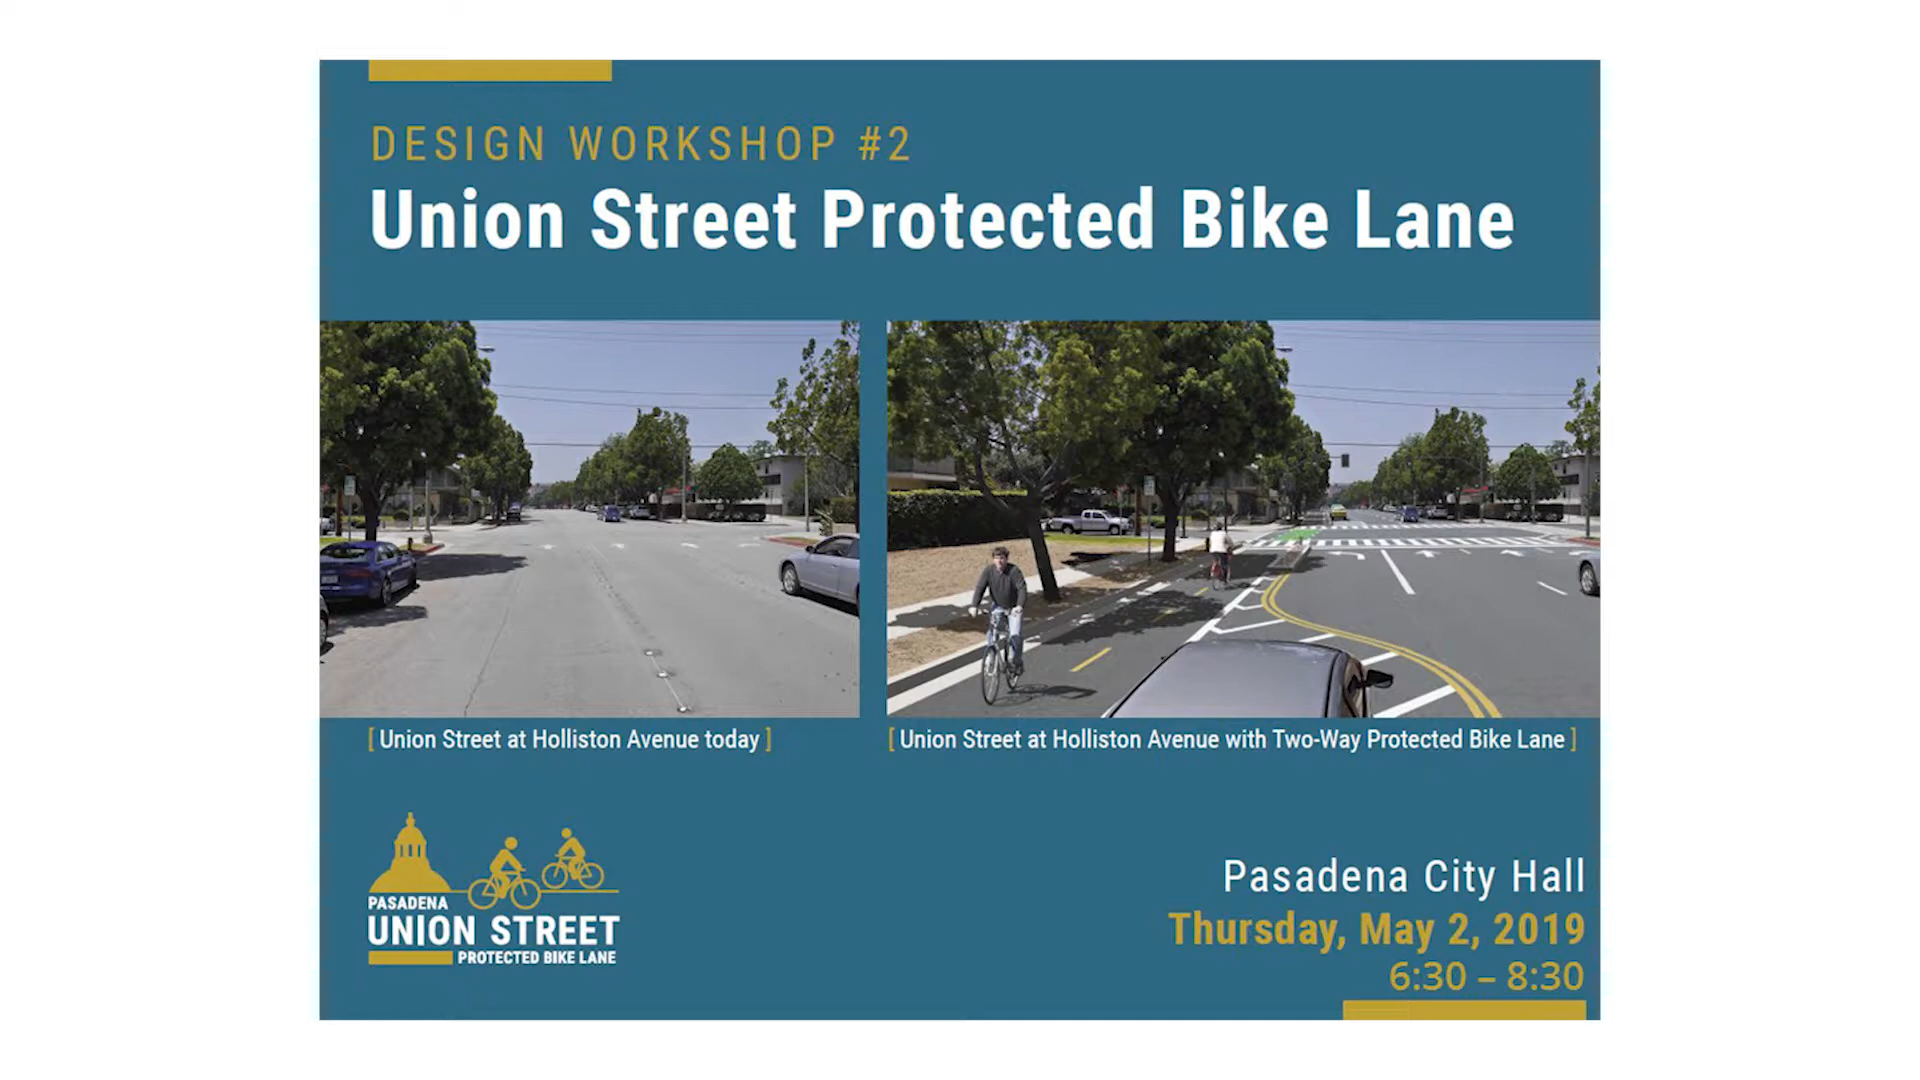 DESIGN WORKSHOP #2
Union Street Protected Bike Lane
[ Union Street at Holliston Avenue today ]
[ Union Street at Holliston Avenue with Two-Way Protected Bike Lane ]
PASADENA
UNION STREET
PROTECTED BIKE LANE
Pasadena City Hall
Thursday, May 2, 2019
6:30 – 8:30